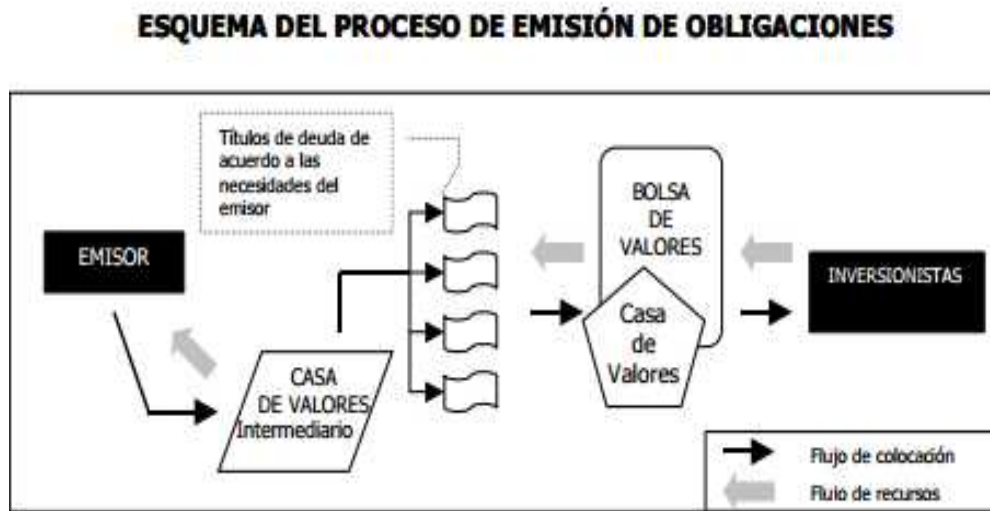 ESQUEMA DEL PROCESO DE EMISIÓN DE OBLIGACIONES
Títulos de deuda de
acuerdo a las
necesidades del
emisor
EMISOR
CASA
DE VALORES
Intermediario
BOLSA
DE
VALORES
Casa
de
Valores
INVERSIONISTAS
Flujo de colocación
Flujo de recursos